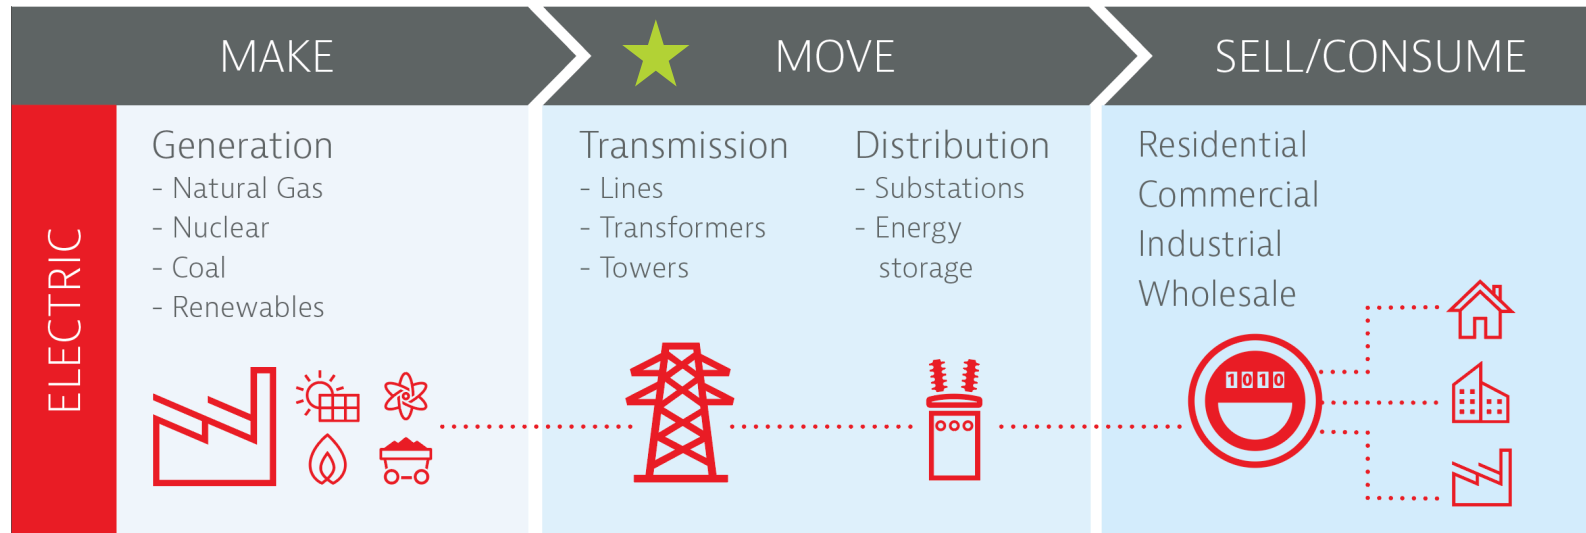 MAKE
MOVE
SELL/CONSUME
ELECTRIC
Generation
- Natural Gas
- Nuclear
- Coal
- Renewables
Transmission
- Lines
- Transformers
- Towers
Distribution
- Substations
- Energy
storage
Residential
Commercial
Industrial
Wholesale
1010